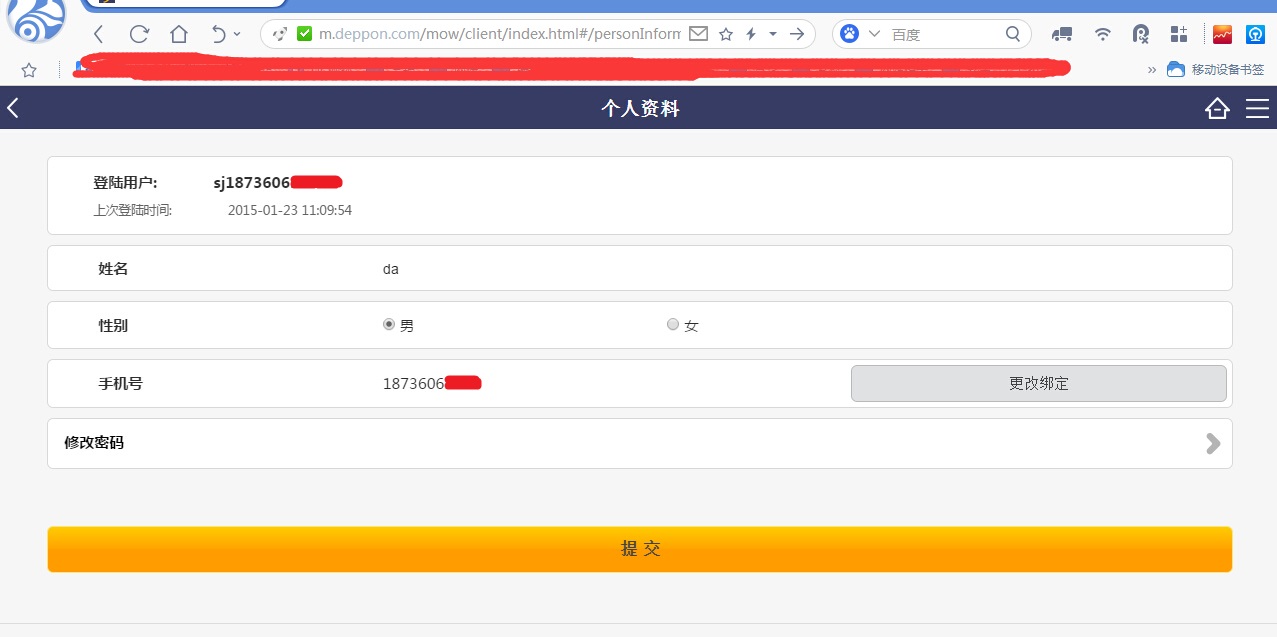 m.deppon.com/mow/client/index.html#/personInform
百度
»
移动设备书签
个人资料
登陆用户: sj1873606
上次登陆时间: 2015-01-23 11:09:54
姓名 da
性别 男 女
手机号 1873606 更改绑定
修改密码
提 交